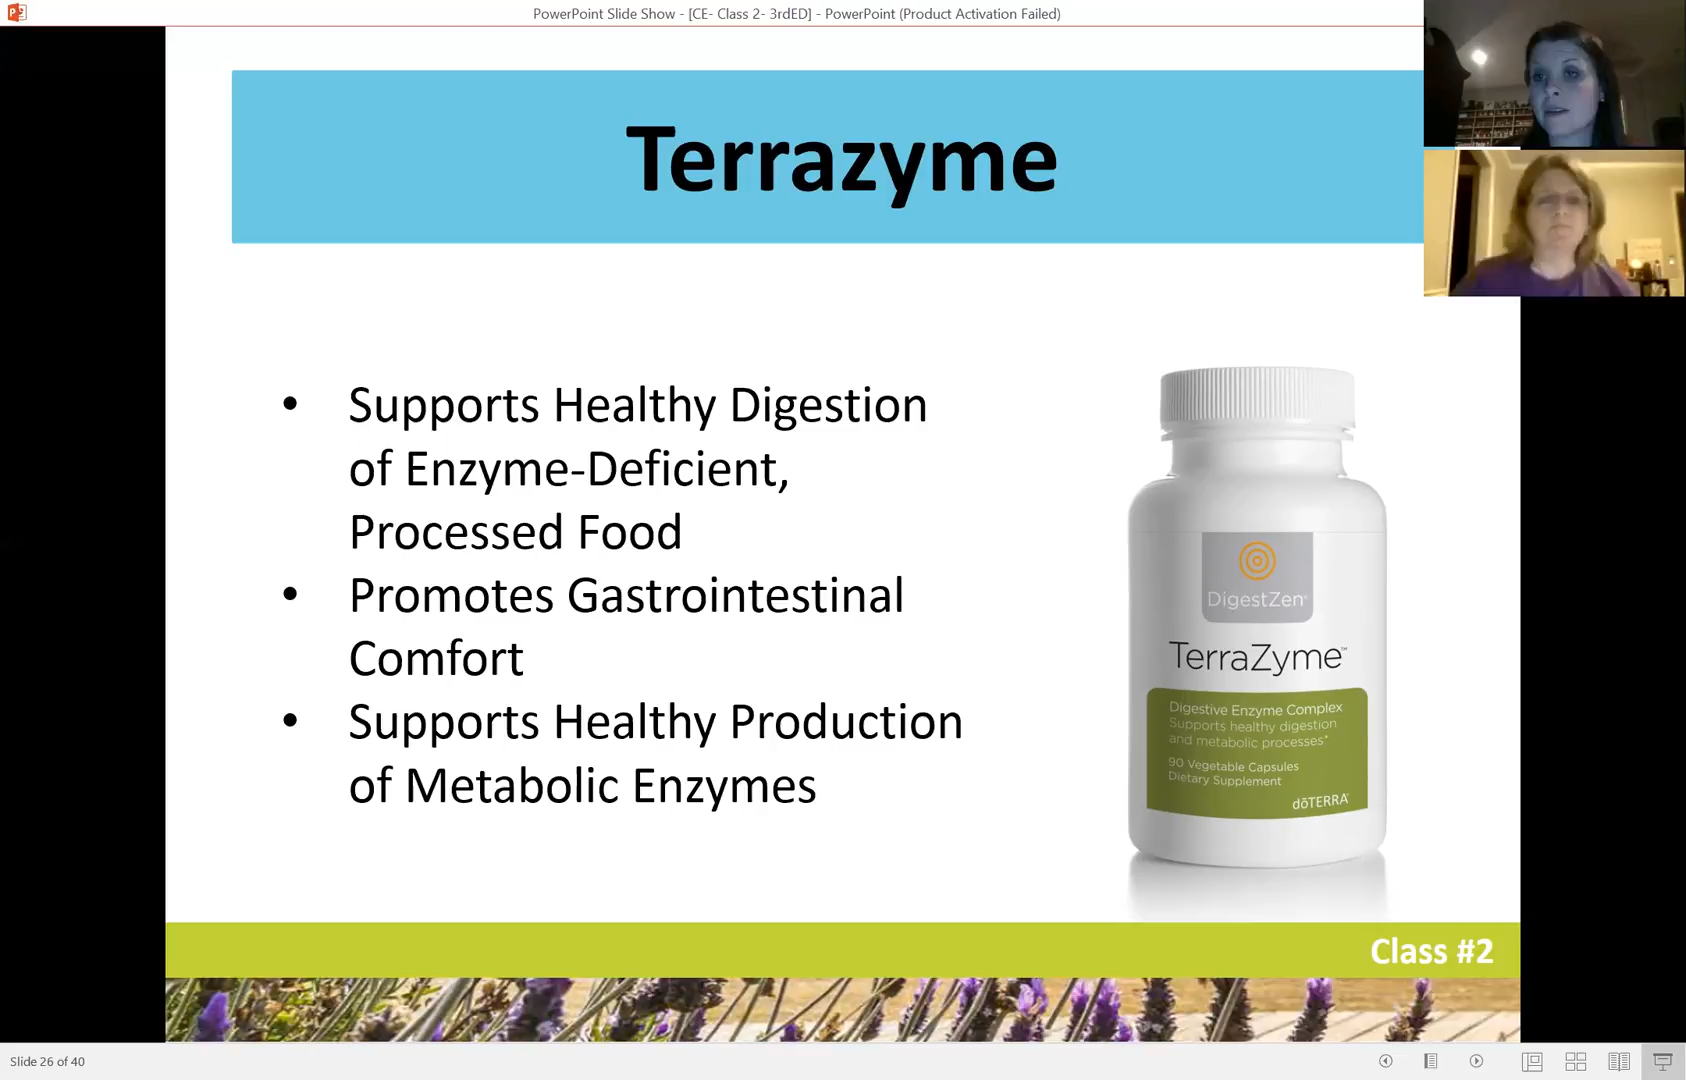 PowerPoint Slide Show - [CE- Class 2- 3rdED] - PowerPoint (Product Activation Failed)
Terrazyme
• Supports Healthy Digestion
of Enzyme-Deficient,
Processed Food
• Promotes Gastrointestinal
Comfort
• Supports Healthy Production
of Metabolic Enzymes
DigestZen®
TerraZyme™
Digestive Enzyme Complex
Supports healthy digestion
and metabolic processes*
90 Vegetable Capsules
Dietary Supplement
dōTERRA®
Class #2
Slide 26 of 40